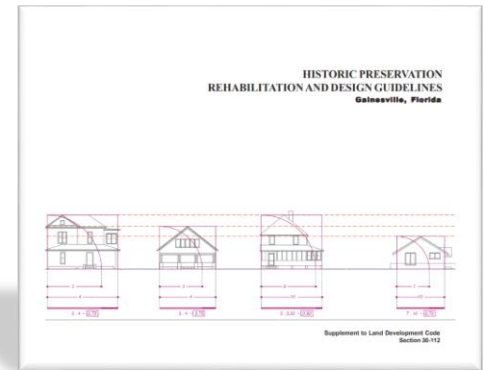 HISTORIC PRESERVATION
REHABILITATION AND DESIGN GUIDELINES
Gainesville, Florida
Supplement to Land Development Code
Section 30-112